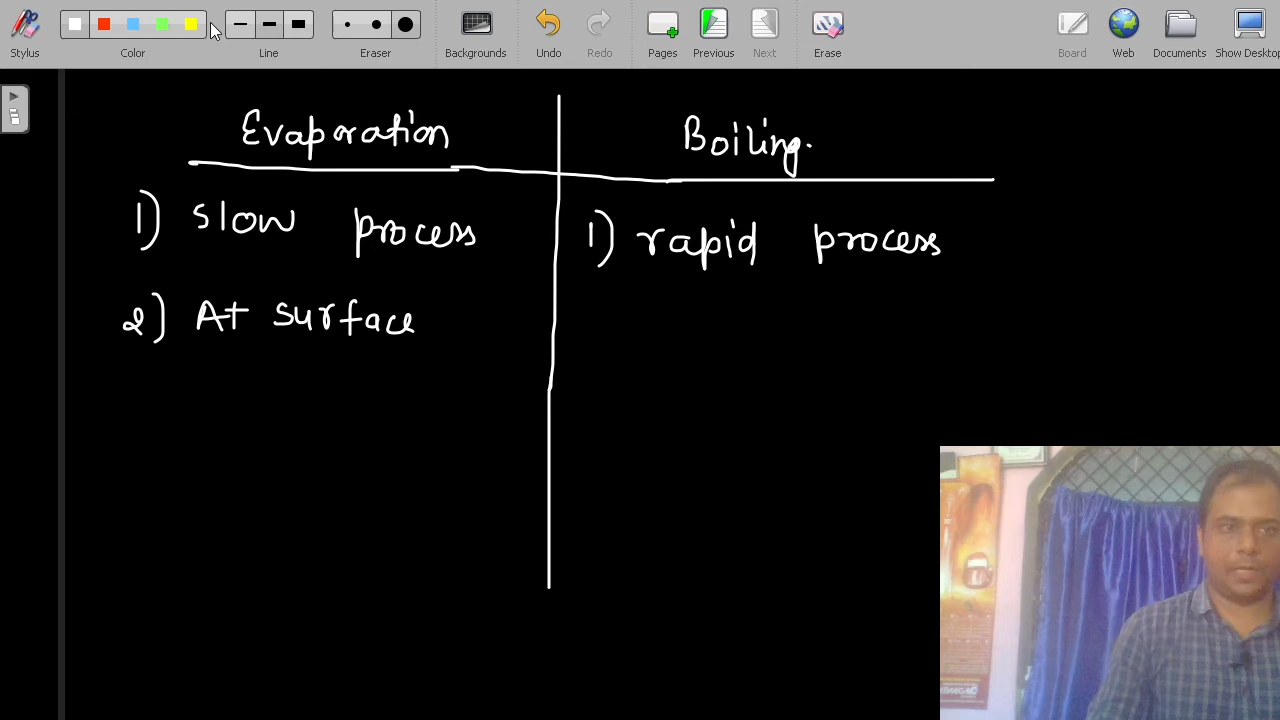 Stylus
Color
Line
Eraser
Backgrounds
Undo
Redo
Pages
Previous
Next
Erase
Board
Web
Documents
Show Deskto
Evaporation
Boiling.
1) slow process
1) rapid process
2) At surface